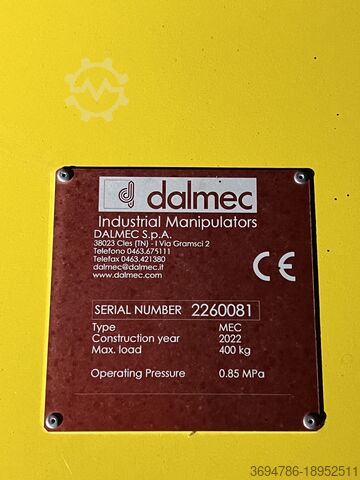 d dalmec
Industrial Manipulators
DALMEC S.p.A.
38023 Cles (TN) - I Via Gramsci 2
Telefono 0463.675111
Telefax 0463.421380
dalmec@dalmec.it
www.dalmec.com
CE
SERIAL NUMBER 2260081
Type MEC
Construction year 2022
Max. load 400 kg
Operating Pressure 0.85 MPa
3694786-18952511